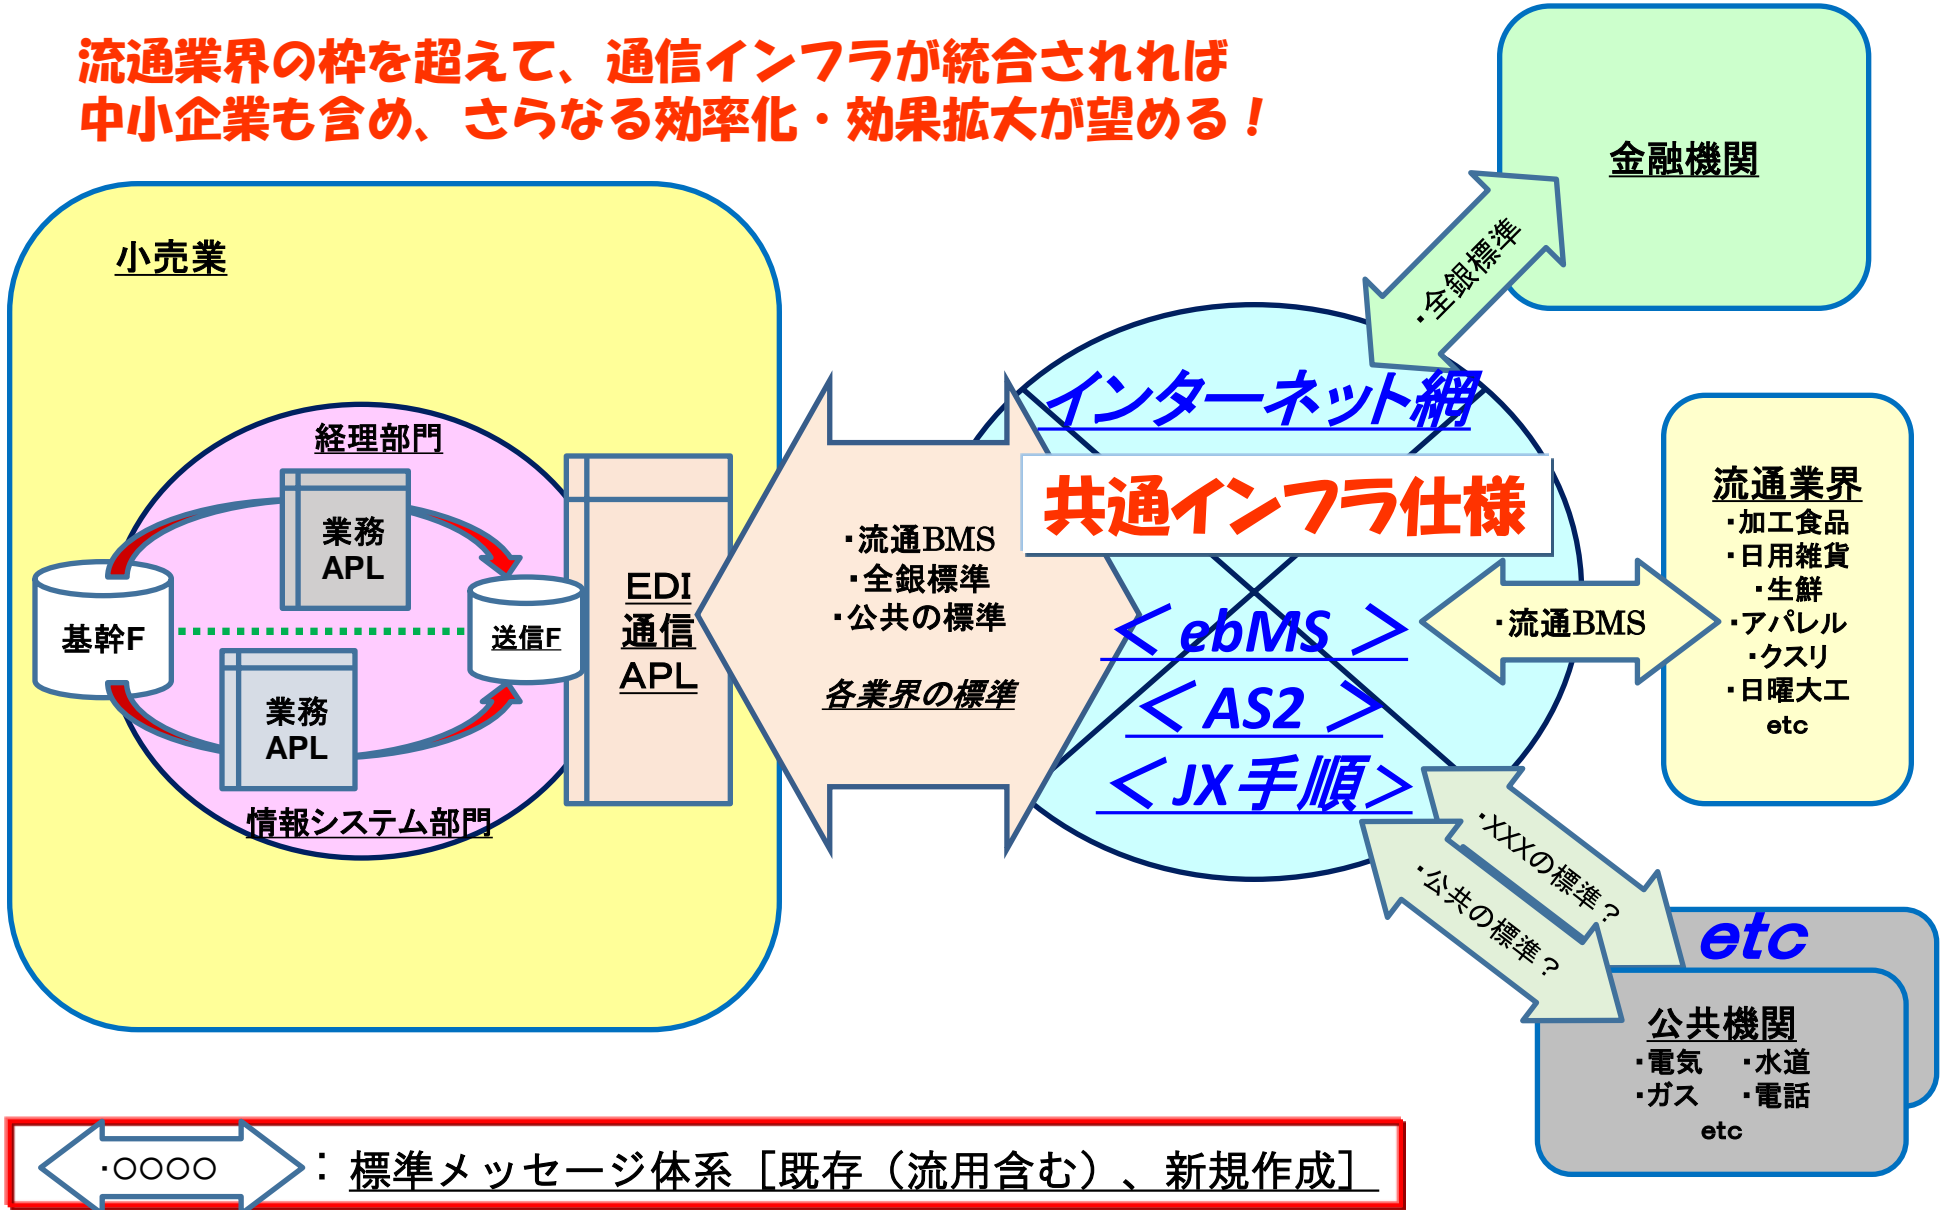 流通業界の枠を超えて、通信インフラが統合されれば
中小企業も含め、さらなる効率化・効果拡大が望める！
小売業
経理部門
業務
APL
基幹F
送信F
業務
APL
情報システム部門
EDI
通信
APL
・流通BMS
・全銀標準
・公共の標準
各業界の標準
インターネット網
共通インフラ仕様
＜ebMS ＞
＜AS2 ＞
＜JX手順＞
・全銀標準
金融機関
・流通BMS
流通業界
・加工食品
・日用雑貨
・生鮮
・アパレル
・クスリ
・日曜大工
etc
・XXXの標準？
・公共の標準？
etc
公共機関
・電気 ・水道
・ガス ・電話
etc
・○○○○ ：標準メッセージ体系［既存（流用含む）、新規作成］